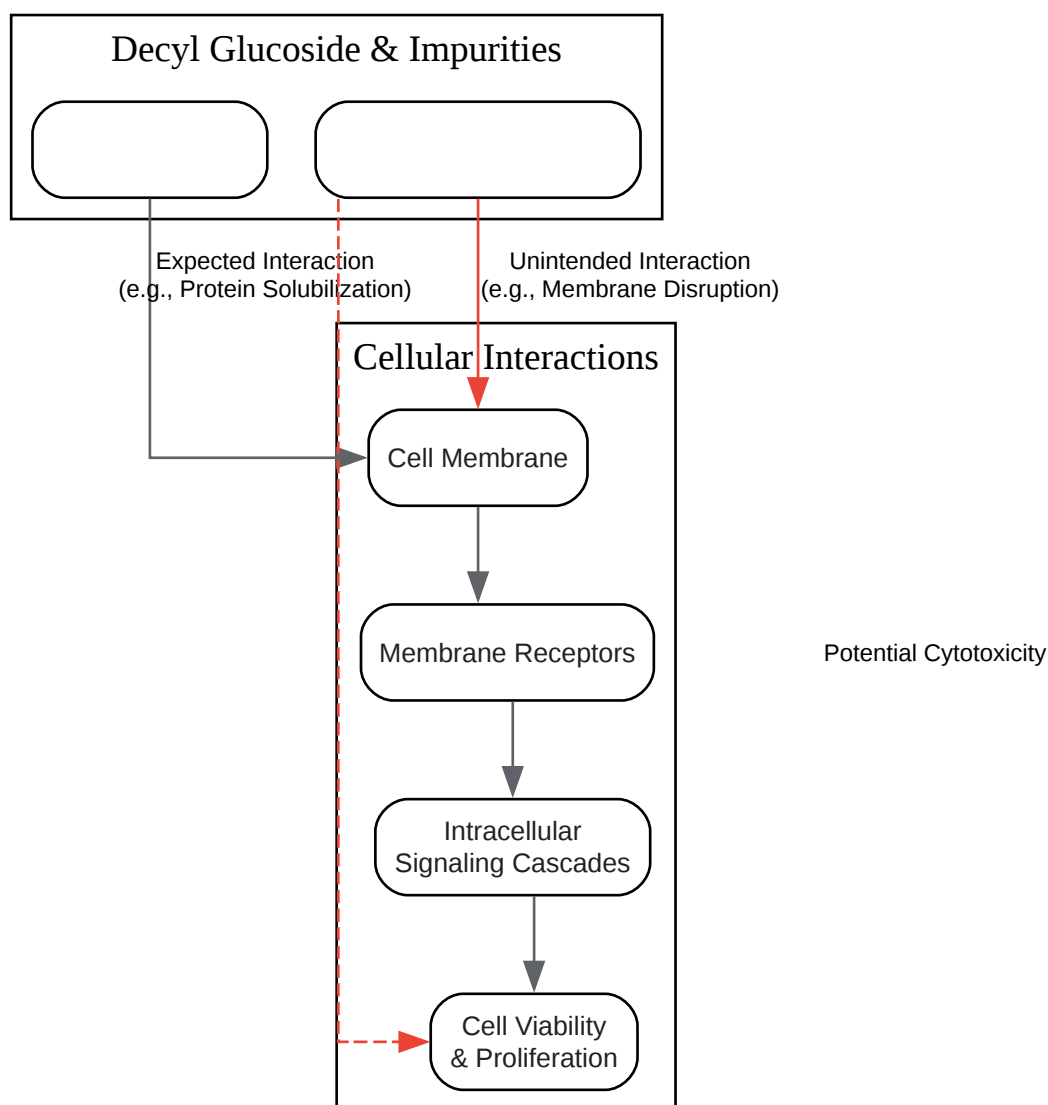 Decyl Glucoside & Impurities
Expected Interaction
(e.g., Protein Solubilization)
Unintended Interaction
(e.g., Membrane Disruption)
Cellular Interactions
Cell Membrane
Membrane Receptors
Potential Cytotoxicity
Intracellular
Signaling Cascades
Cell Viability
& Proliferation